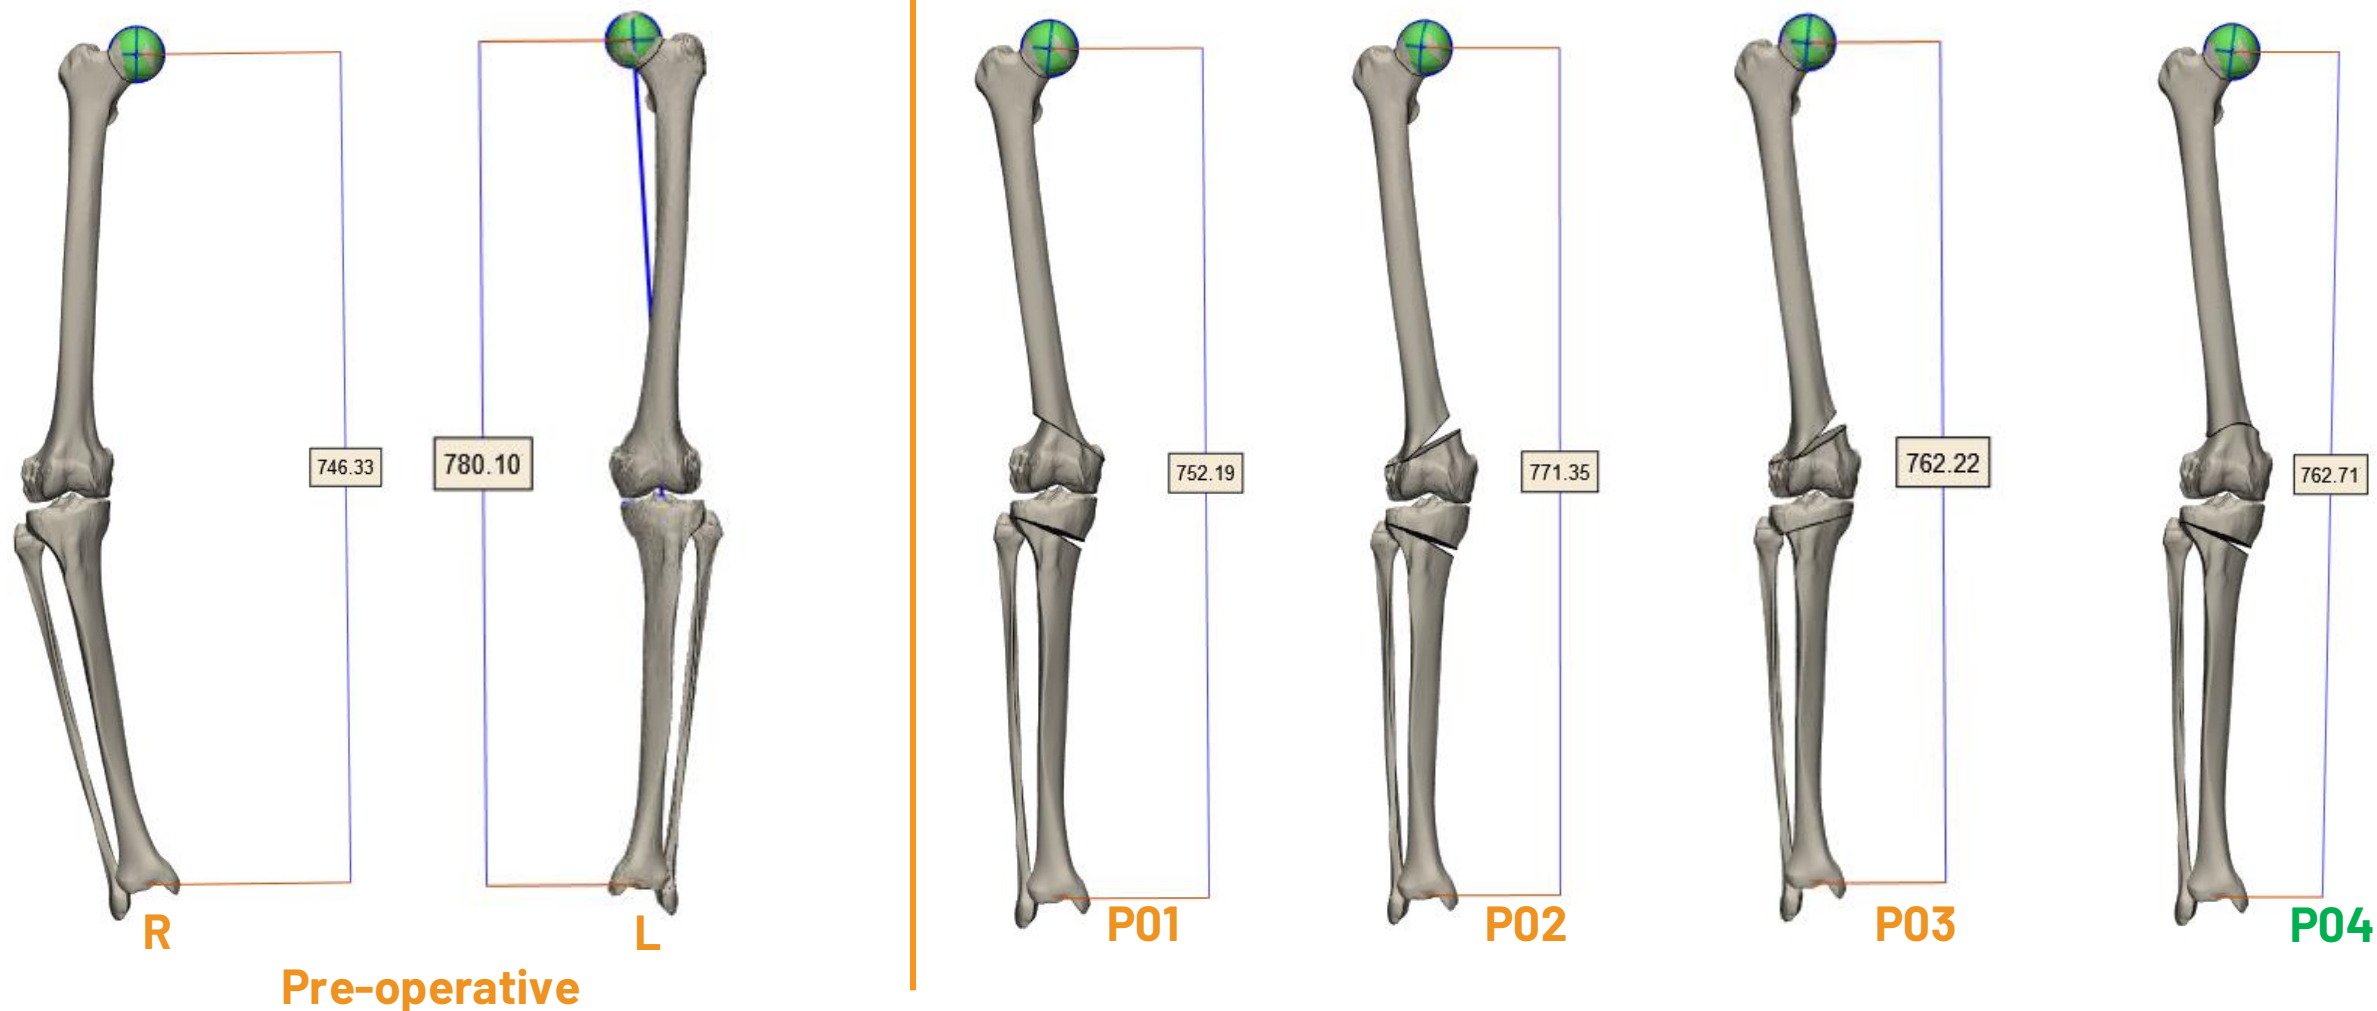 746.33
780.10
752.19
771.35
762.22
762.71
R
L
P01
P02
P03
P04
Pre-operative